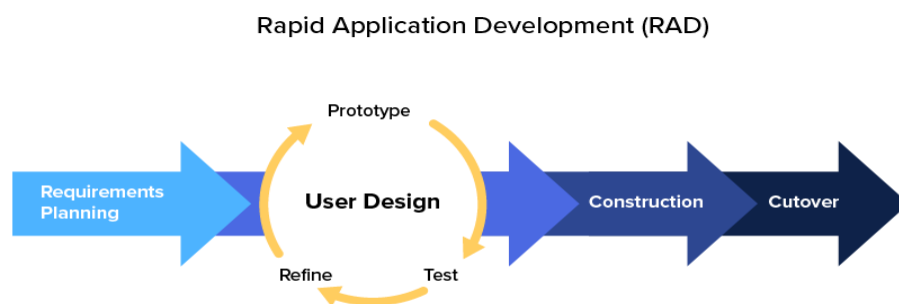 Rapid Application Development (RAD)
Prototype
Requirements
Planning
User Design
Construction
Cutover
Refine
Test